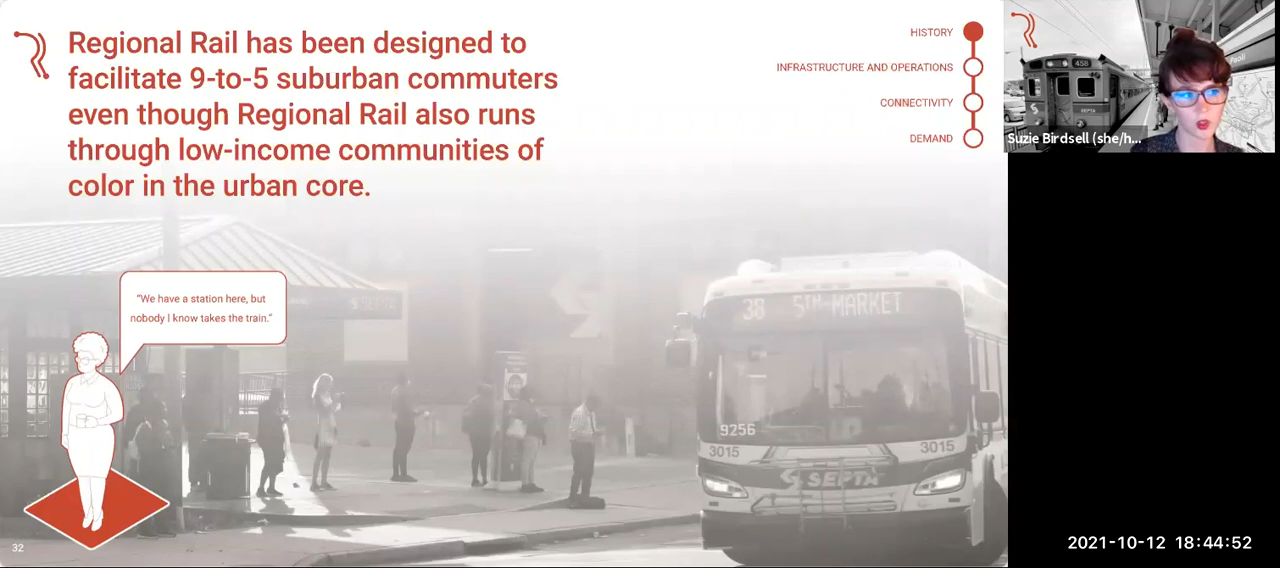 Regional Rail has been designed to
facilitate 9-to-5 suburban commuters
even though Regional Rail also runs
through low-income communities of
color in the urban core.
HISTORY
INFRASTRUCTURE AND OPERATIONS
CONNECTIVITY
DEMAND
458
SEPTA
Paoli
Suzie Birdsell (she/h...
"We have a station here, but
nobody I know takes the train."
38 5TH-MARKET
9256
3015
3015
SEPTA
32
2021-10-12 18:44:52